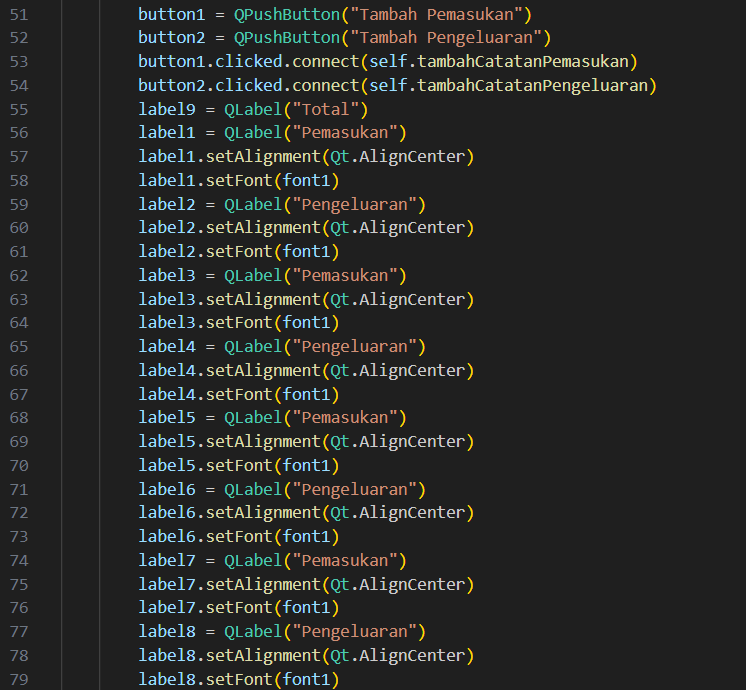 51 button1 = QPushButton("Tambah Pemasukan")
52 button2 = QPushButton("Tambah Pengeluaran")
53 button1.clicked.connect(self.tambahCatatanPemasukan)
54 button2.clicked.connect(self.tambahCatatanPengeluaran)
55 label9 = QLabel("Total")
56 label1 = QLabel("Pemasukan")
57 label1.setAlignment(Qt.AlignCenter)
58 label1.setFont(font1)
59 label2 = QLabel("Pengeluaran")
60 label2.setAlignment(Qt.AlignCenter)
61 label2.setFont(font1)
62 label3 = QLabel("Pemasukan")
63 label3.setAlignment(Qt.AlignCenter)
64 label3.setFont(font1)
65 label4 = QLabel("Pengeluaran")
66 label4.setAlignment(Qt.AlignCenter)
67 label4.setFont(font1)
68 label5 = QLabel("Pemasukan")
69 label5.setAlignment(Qt.AlignCenter)
70 label5.setFont(font1)
71 label6 = QLabel("Pengeluaran")
72 label6.setAlignment(Qt.AlignCenter)
73 label6.setFont(font1)
74 label7 = QLabel("Pemasukan")
75 label7.setAlignment(Qt.AlignCenter)
76 label7.setFont(font1)
77 label8 = QLabel("Pengeluaran")
78 label8.setAlignment(Qt.AlignCenter)
79 label8.setFont(font1)